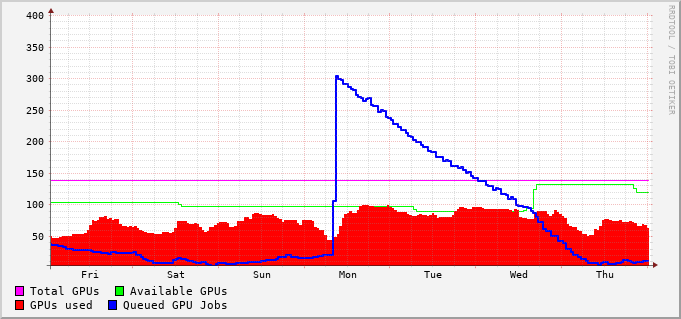 400
350
300
250
200
150
100
50
Fri Sat Sun Mon Tue Wed Thu
Total GPUs Available GPUs
GPUs used Queued GPU Jobs
RRDTOOL / TOBI OETIKER